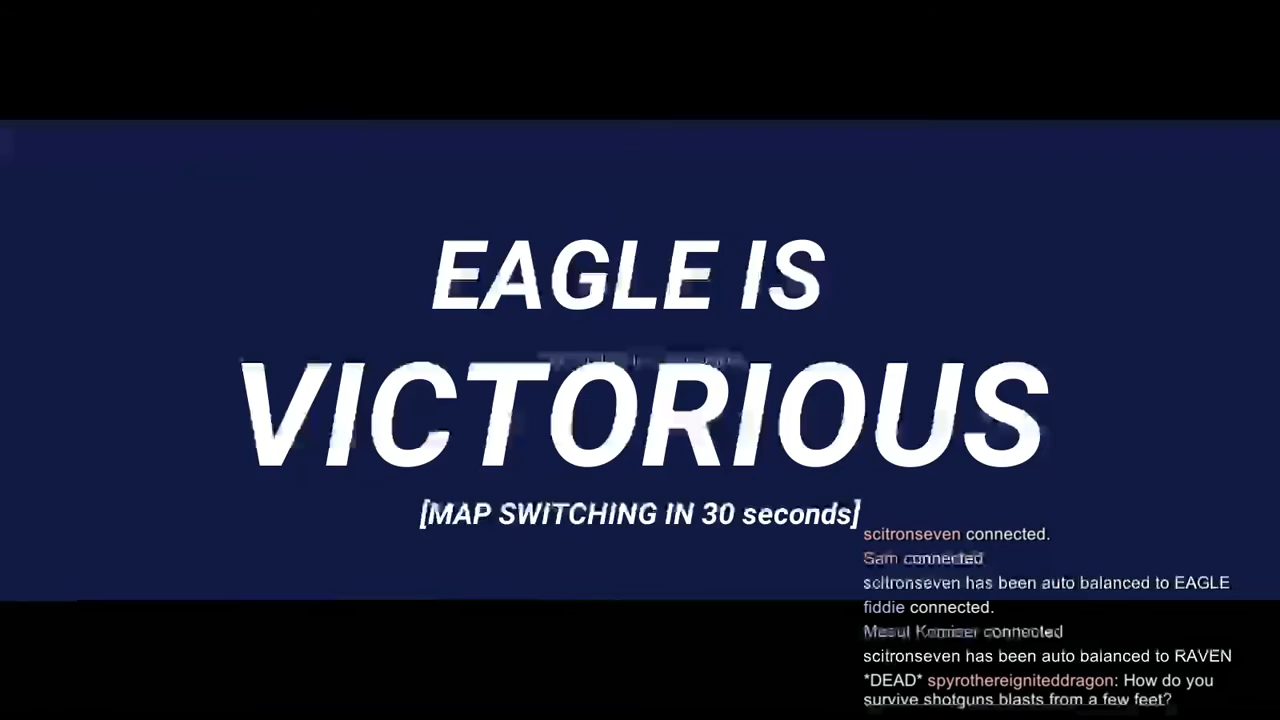 EAGLE IS
VICTORIOUS
[MAP SWITCHING IN 30 seconds]
scitronseven connected.
Sam connected
scitronseven has been auto balanced to EAGLE
fiddie connected.
connected
scitronseven has been auto balanced to RAVEN
*DEAD* spyrothereigniteddragon: How do you
survive shotguns blasts from a few feet?